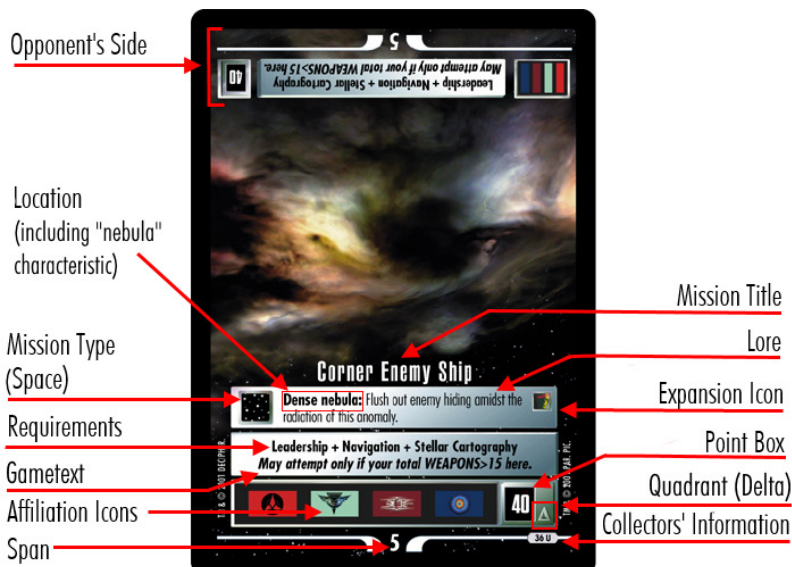 Opponent's Side
5
40
May attempt only if your total WEAPONS>15 here.
Leadership + Navigation + Stellar Cartography
Location
(including "nebula"
characteristic)
Mission Title
Lore
Mission Type
(Space)
Corner Enemy Ship
Dense nebula: Flush out enemy hiding amidst the
radiation of this anomaly.
Expansion Icon
Requirements
Leadership + Navigation + Stellar Cartography
Point Box
Gametext
May attempt only if your total WEAPONS>15 here.
Quadrant (Delta)
Affiliation Icons
40
Collectors' Information
Span
5
36 U